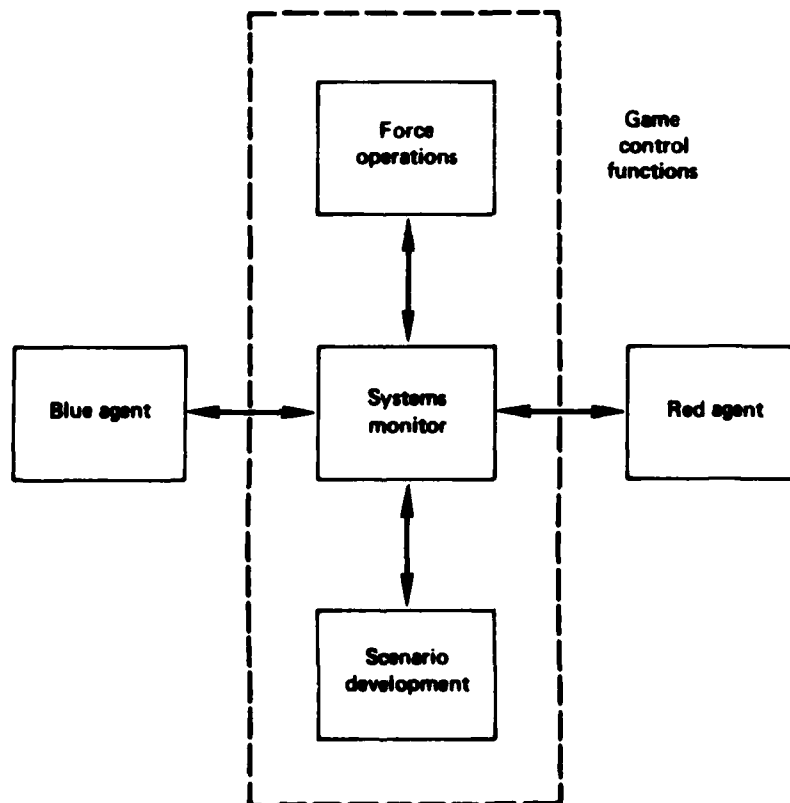 Force
operations
Game
control
functions
Blue agent
Systems
monitor
Red agent
Scenario
development